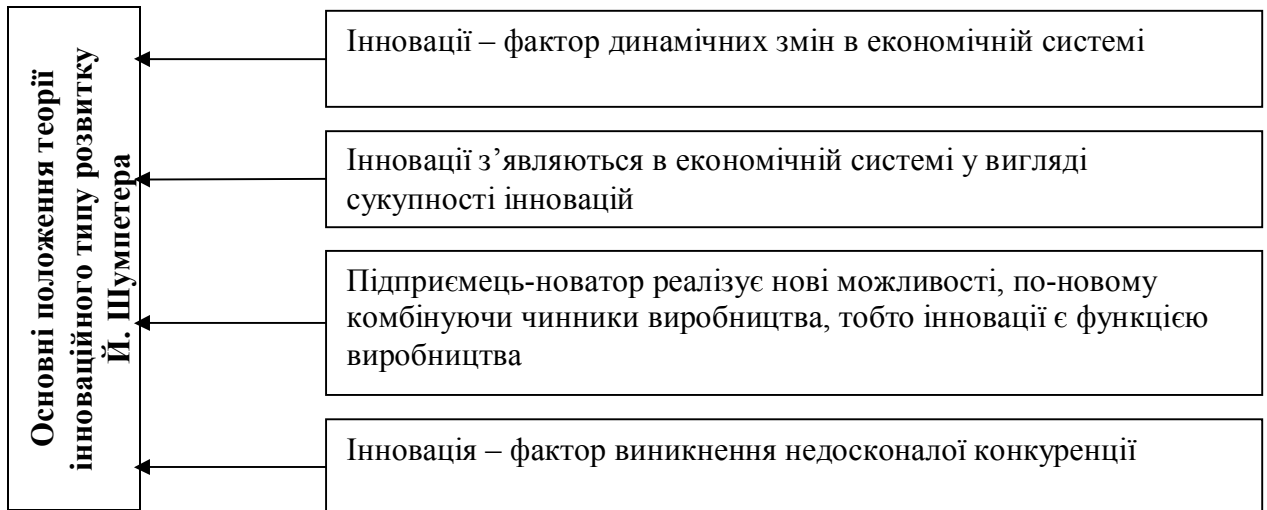 Основні положення теорії
інноваційного типу розвитку
Й. Шумпетера
Інновації – фактор динамічних змін в економічній системі
Інновації з’являються в економічній системі у вигляді
сукупності інновацій
Підприємець-новатор реалізує нові можливості, по-новому
комбінуючи чинники виробництва, тобто інновації є функцією
виробництва
Інновація – фактор виникнення недосконалої конкуренції